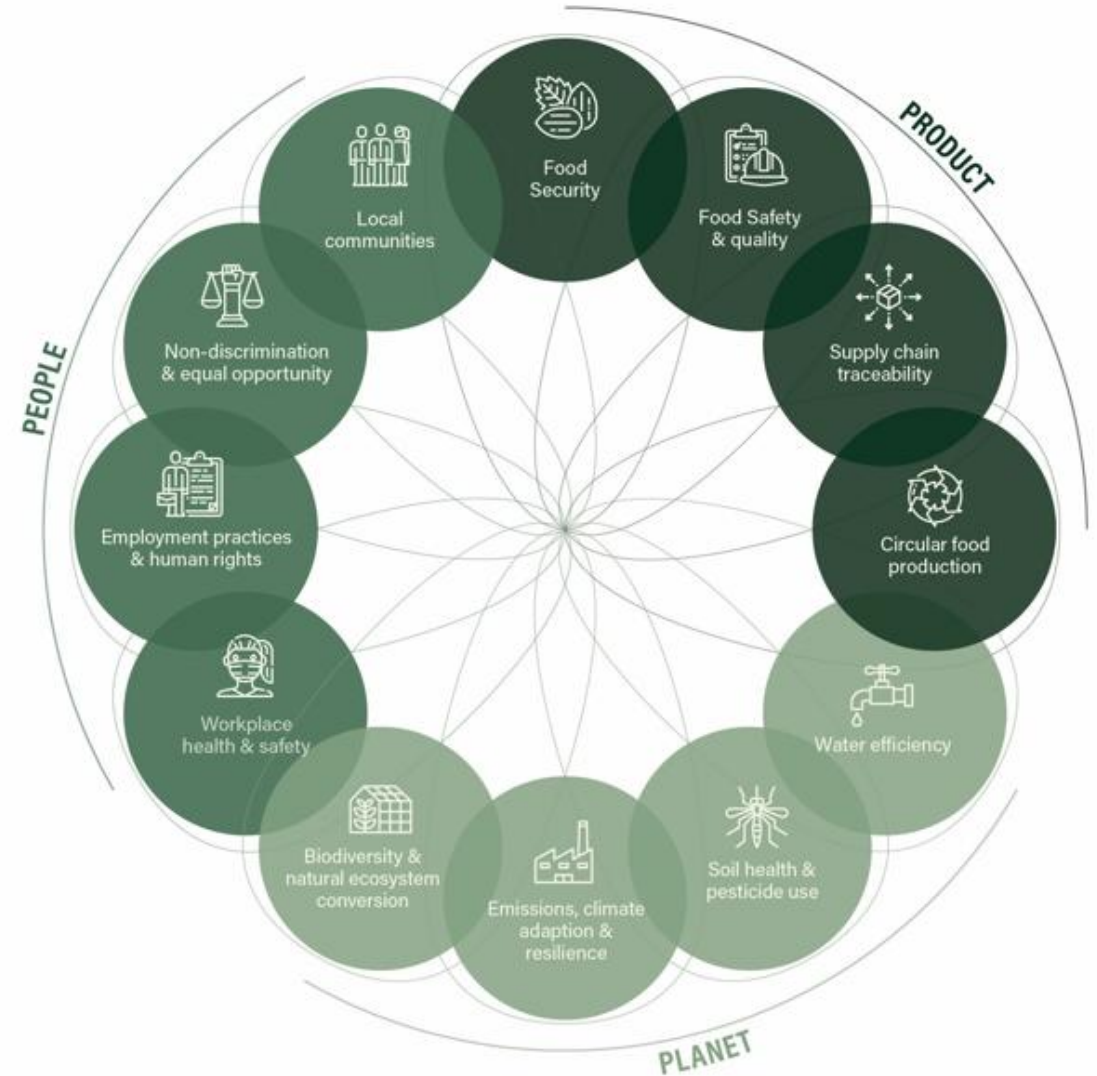 PRODUCT
Food
Security
Food Safety
& quality
Supply chain
traceability
Circular food
production
PLANET
Water efficiency
Soil health &
pesticide use
Emissions, climate
adaption &
resilience
Biodiversity &
natural ecosystem
conversion
PEOPLE
Workplace
health & safety
Employment practices
& human rights
Non-discrimination
& equal opportunity
Local
communities